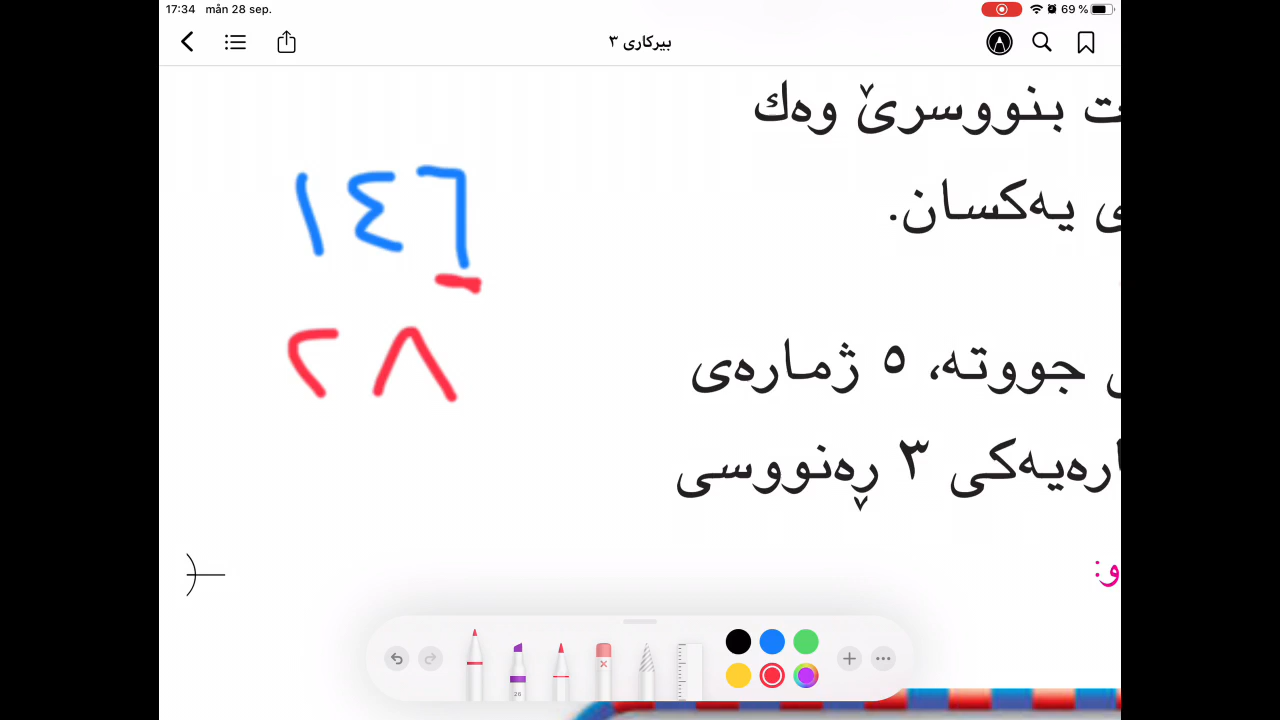 17:34 mån 28 sep. 69 %
بیرکاری ٣
ت بنووسرێ وەك
ی یەکسان.
١٤٦
٢٨
جووتە، ٥ ژمارەی
ارەیەکی ٣ ڕەنووسی
و:
26